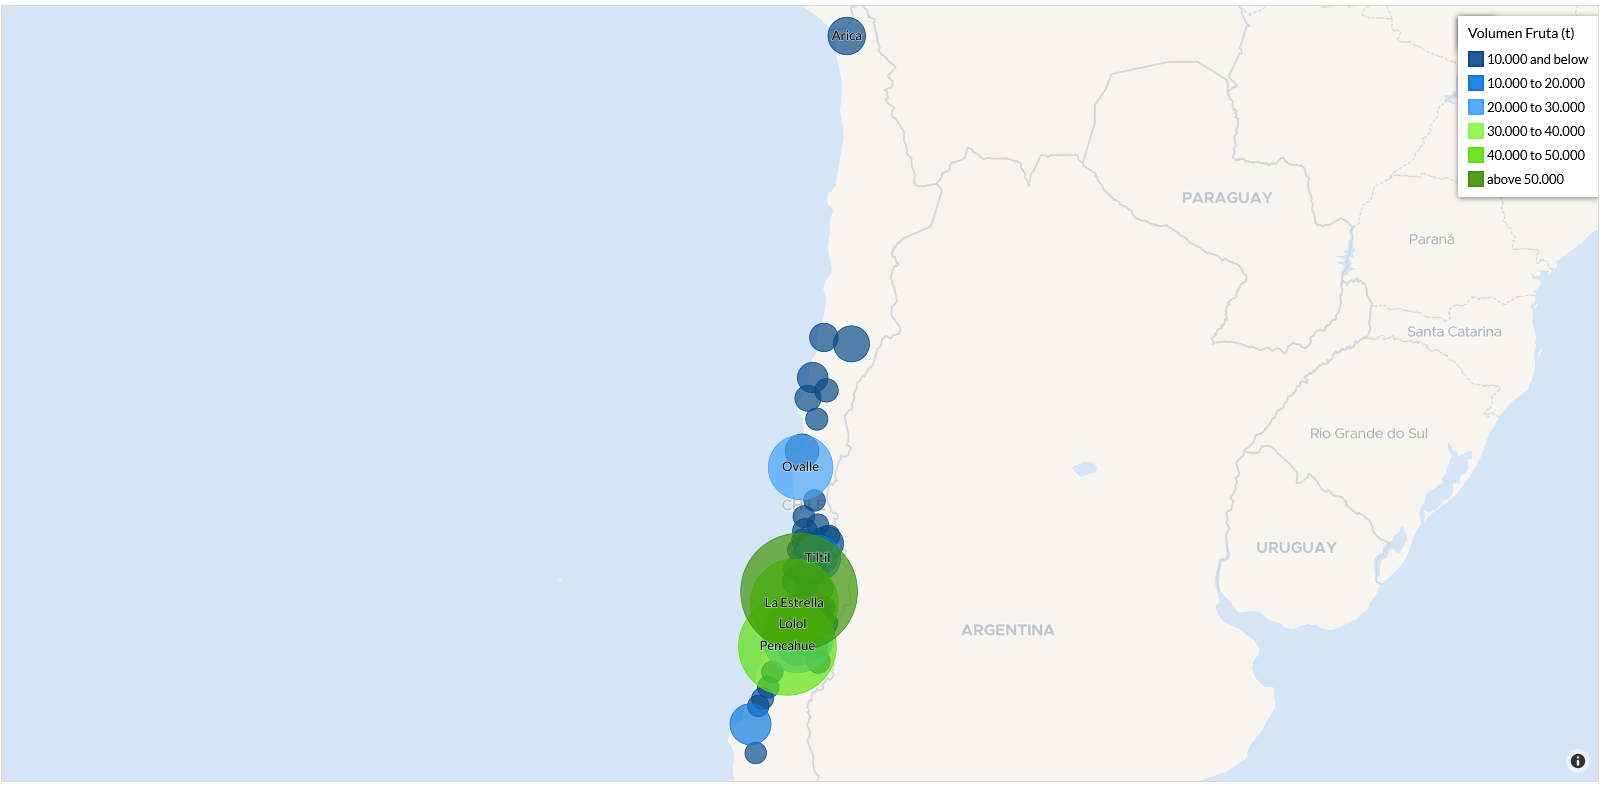 Arica
Volumen Fruta (t)
10.000 and below
10.000 to 20.000
20.000 to 30.000
30.000 to 40.000
40.000 to 50.000
above 50.000
PARAGUAY
Paraná
Santa Catarina
Rio Grande do Sul
Ovalle
URUGUAY
Tiltil
La Estrella
Lolol
ARGENTINA
Pencahue